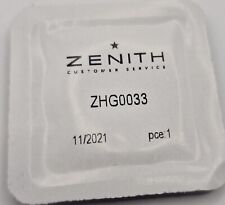 ZENITH
CUSTOMER SERVICE
ZHG0033
11/2021 pce:1